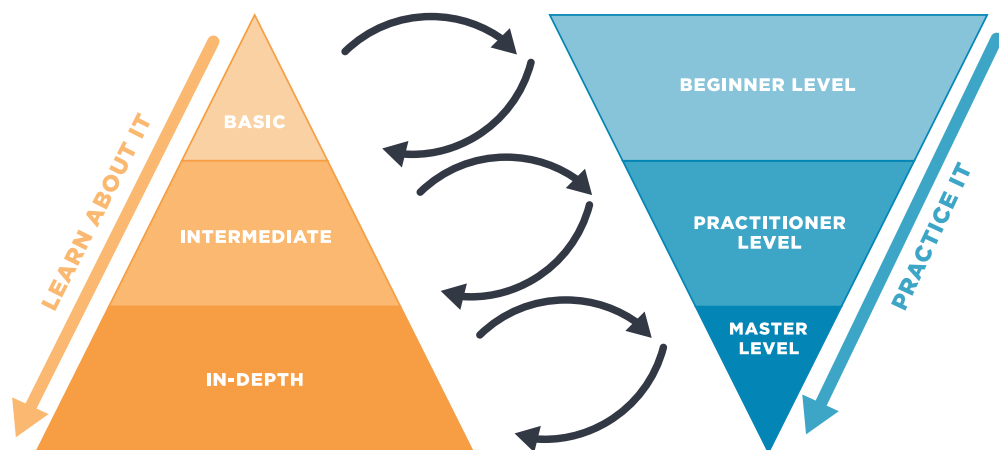 LEARN ABOUT IT
BASIC
INTERMEDIATE
IN-DEPTH
BEGINNER LEVEL
PRACTITIONER
LEVEL
MASTER
LEVEL
PRACTICE IT